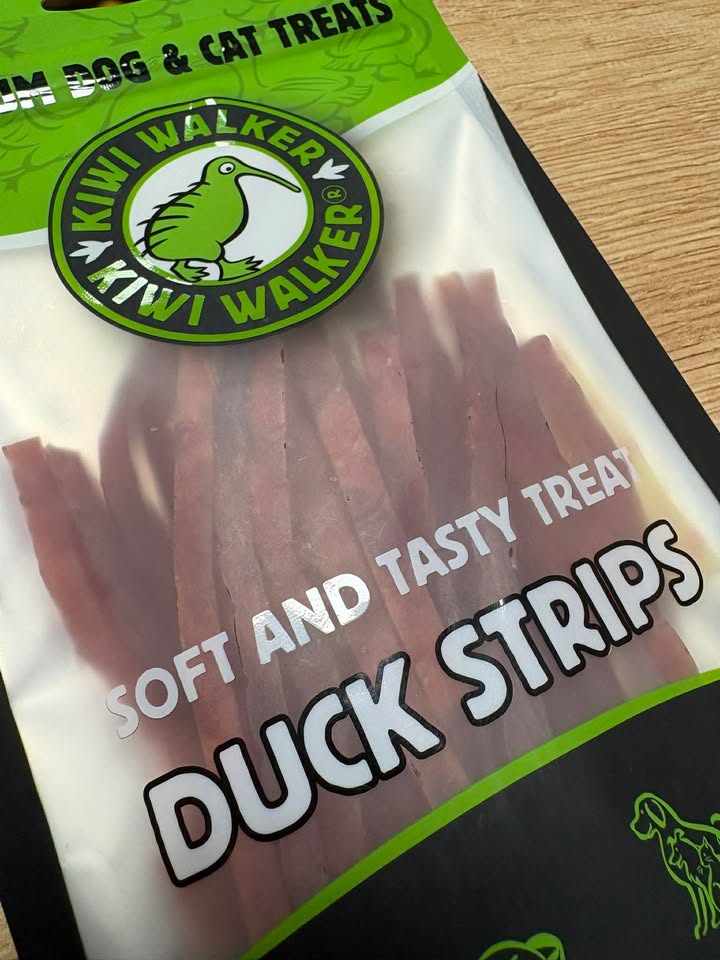 DOG & CAT TREATS
KIWI WALKER
KIWI WALKER®
SOFT AND TASTY TREAT
DUCK STRIPS